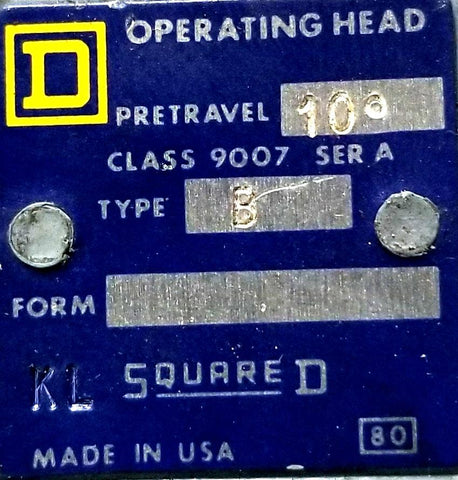 D OPERATING HEAD
PRETRAVEL 10°
CLASS 9007 SER A
TYPE B
FORM
KL SQUARE D
MADE IN USA 80